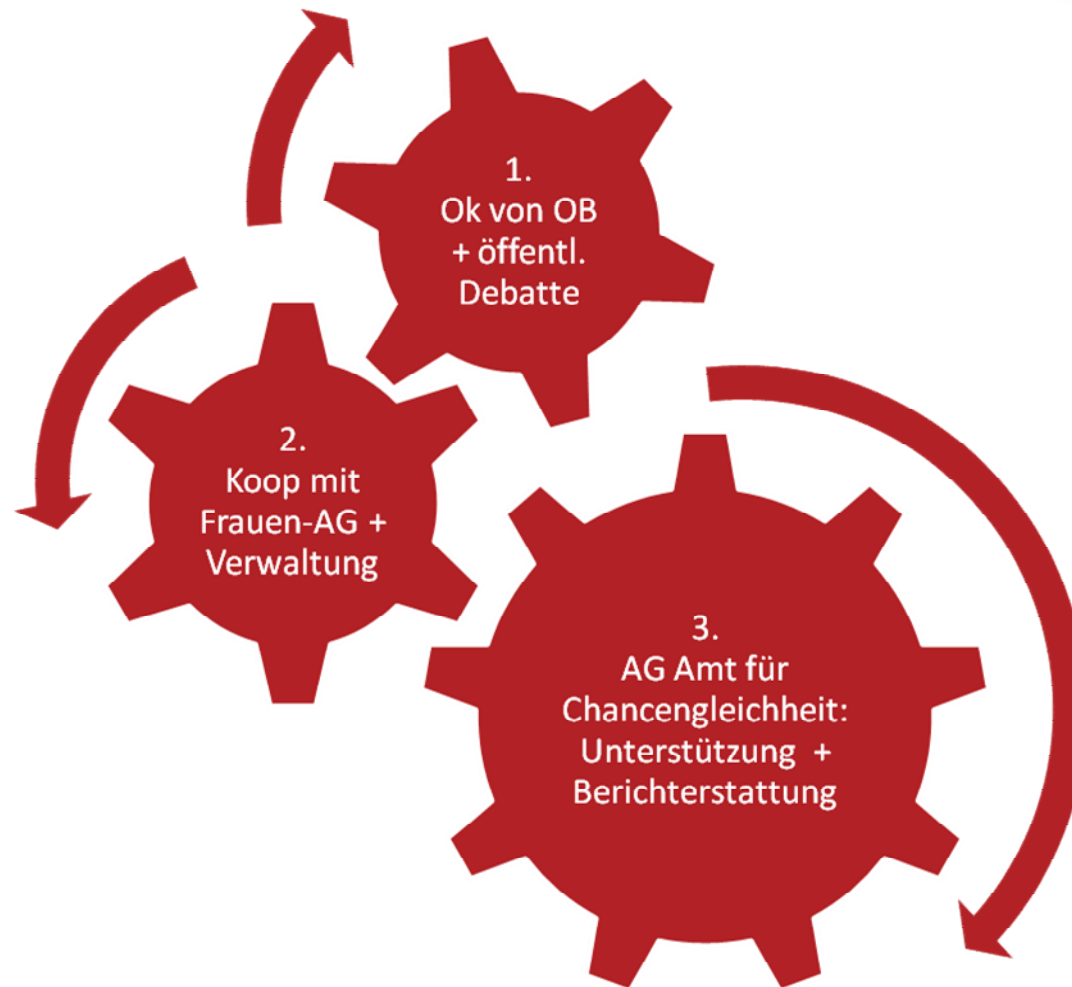 1.
Ok von OB
+ öffentl.
Debatte
2.
Koop mit
Frauen-AG +
Verwaltung
3.
AG Amt für
Chancengleichheit:
Unterstützung +
Berichterstattung